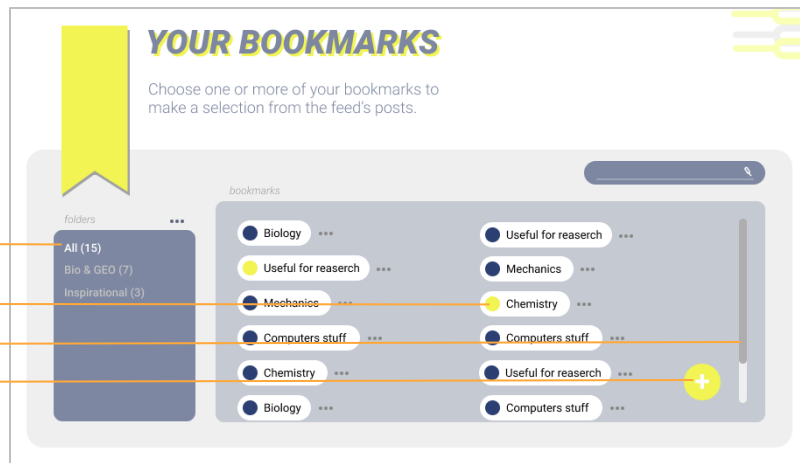 YOUR BOOKMARKS
Choose one or more of your bookmarks to
make a selection from the feed's posts.
bookmarks
folders
All (15)
Bio & GEO (7)
Inspirational (3)
Biology
Useful for reaserch
Useful for reaserch
Mechanics
Mechanics
Chemistry
Computers stuff
Computers stuff
Chemistry
Useful for reaserch
Biology
Computers stuff